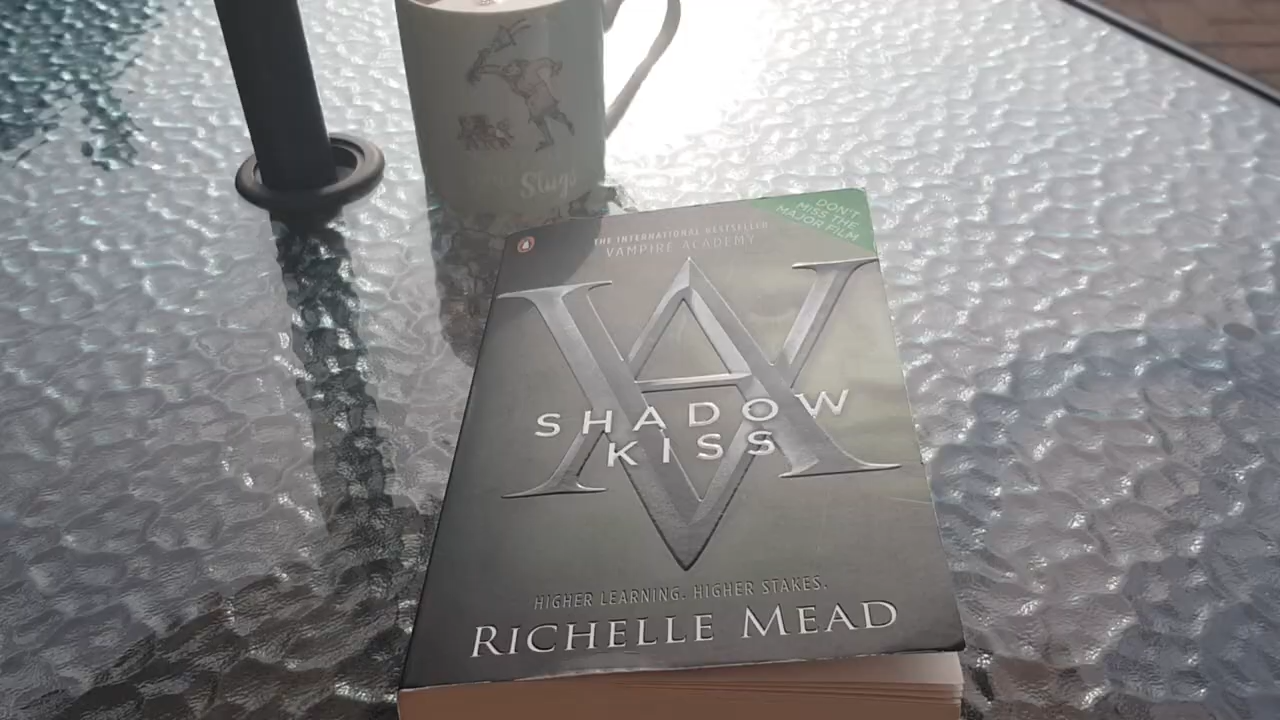 Slugs
DON'T
MISS THE
MAJOR FILM
THE INTERNATIONAL BESTSELLER
VAMPIRE ACADEMY
VA
SHADOW
KISS
HIGHER LEARNING. HIGHER STAKES.
RICHELLE MEAD